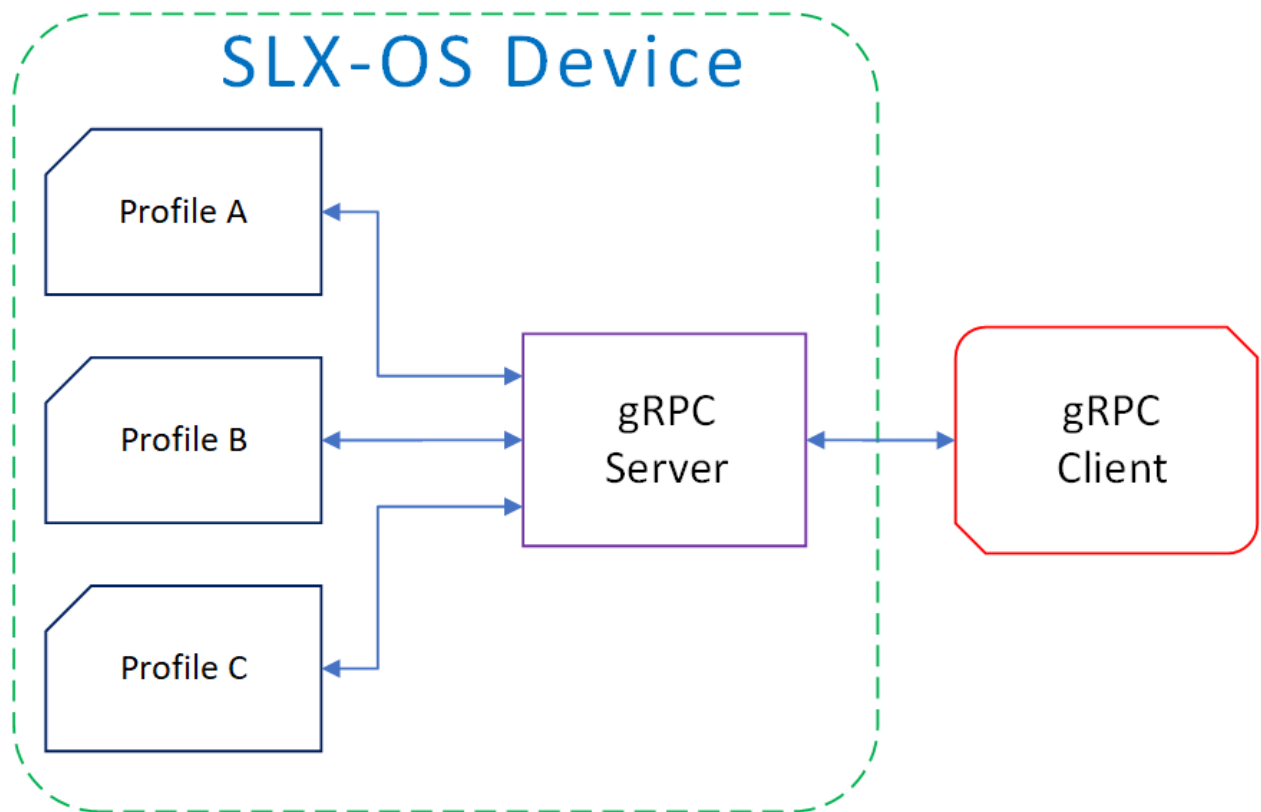 SLX-OS Device
Profile A
Profile B
gRPC
Server
gRPC
Client
Profile C